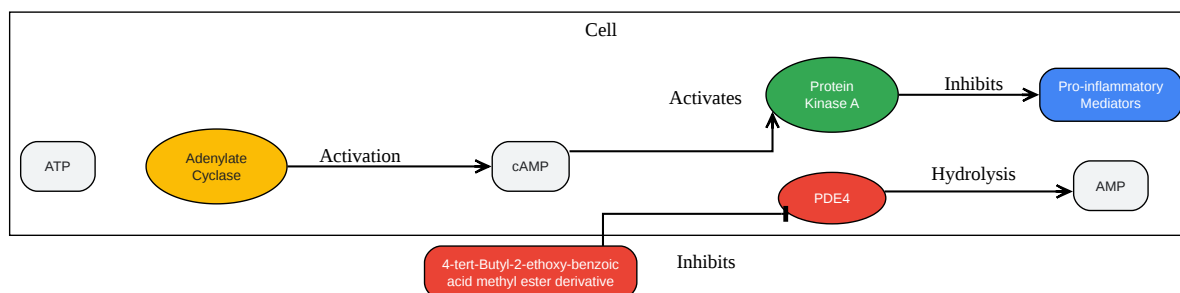 Cell
Activates
Protein
Kinase A
Inhibits
Pro-inflammatory
Mediators
ATP
Adenylate
Cyclase
Activation
cAMP
PDE4
Hydrolysis
AMP
4-tert-Butyl-2-ethoxy-benzoic
acid methyl ester derivative
Inhibits